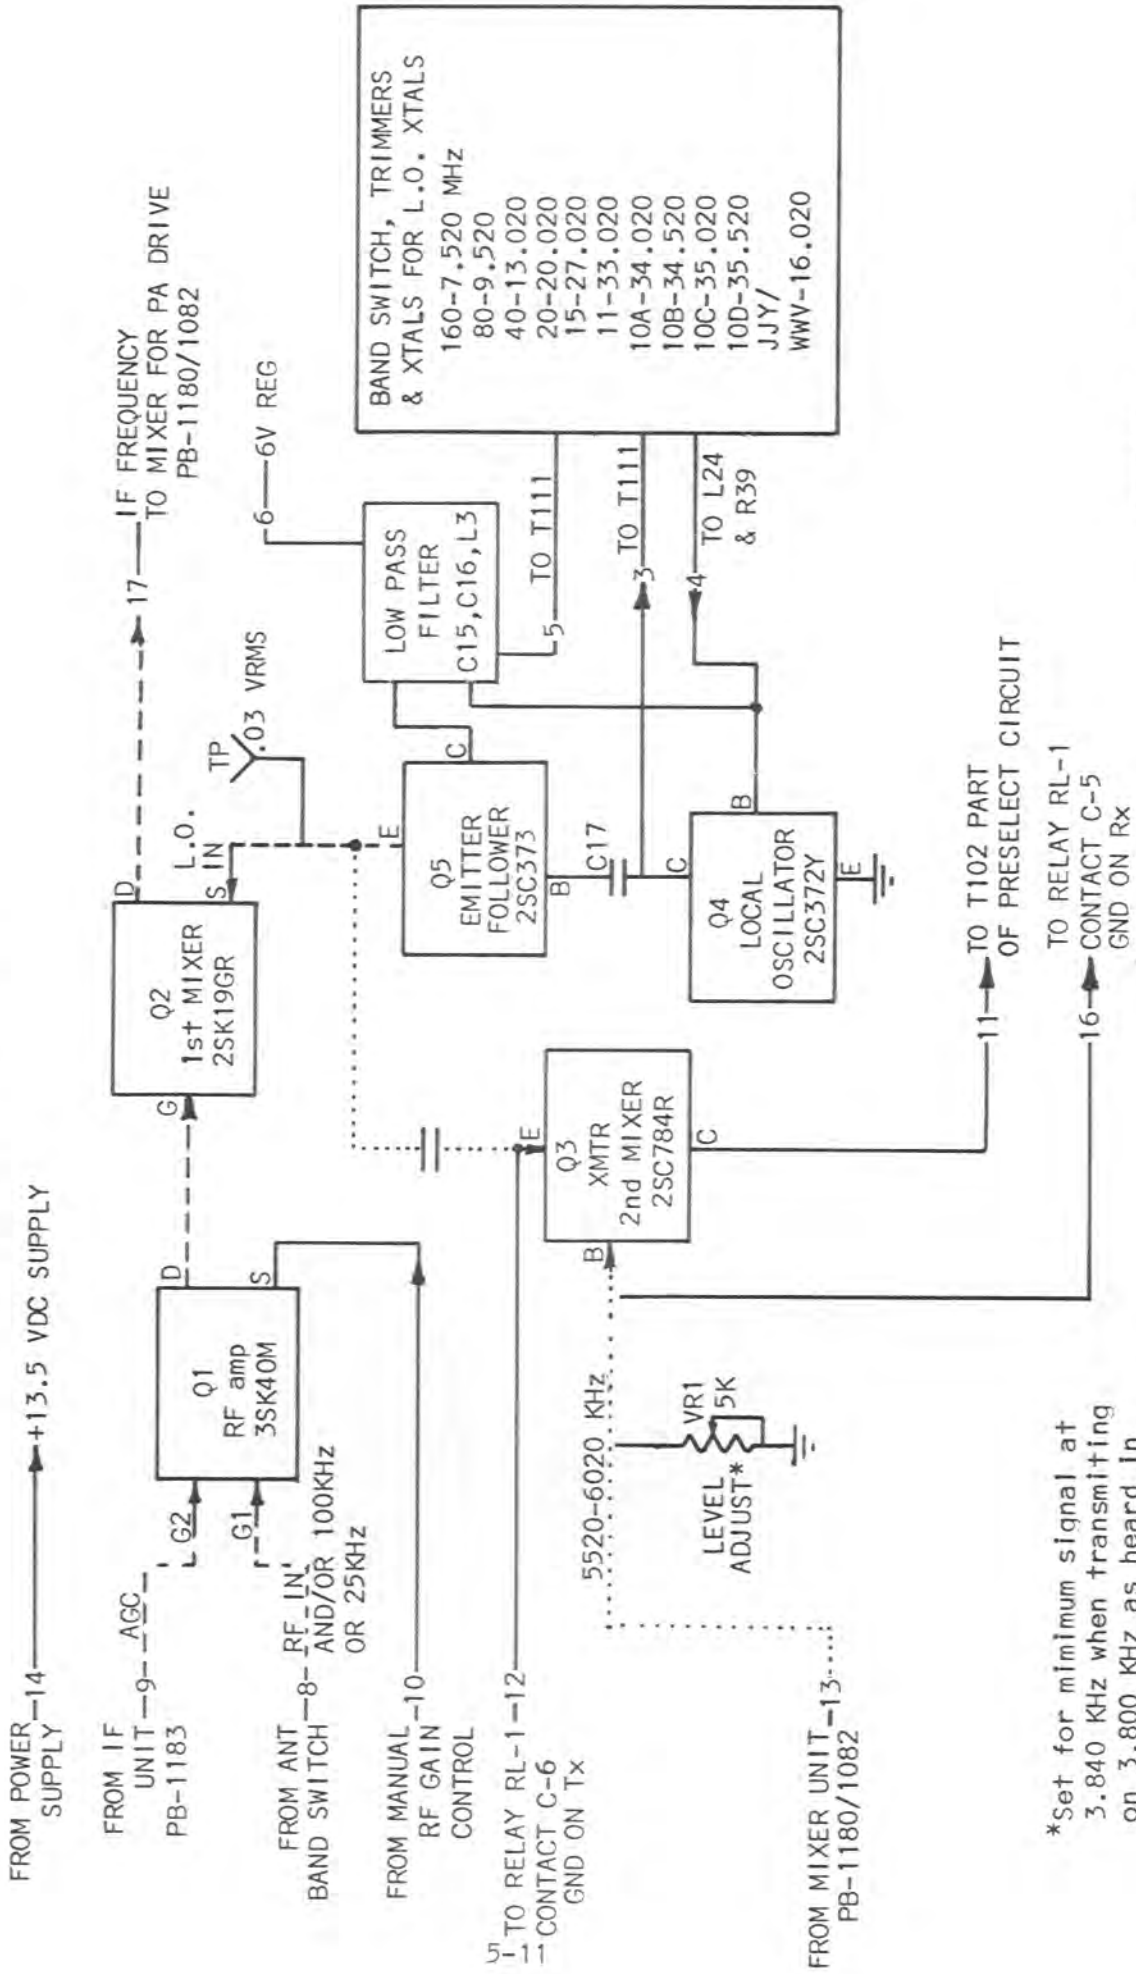 FROM POWER
SUPPLY
14
+13.5 VDC SUPPLY
FROM IF
UNIT
PB-1183
9
AGC
G2
G1
Q1
RF amp
3SK40M
D
S
FROM ANT
BAND SWITCH
8
RF IN
AND/OR 100KHz
OR 25KHz
FROM MANUAL
RF GAIN
CONTROL
10
G
Q2
1st MIXER
2SK19GR
D
S
L.O.
IN
17
IF FREQUENCY
TO MIXER FOR PA DRIVE
PB-1180/1082
TP
.03 VRMS
6
6V REG
LOW PASS
FILTER
C15,C16,L3
5
TO T111
E
C
Q5
EMITTER
FOLLOWER
2SC373
B
C17
3
TO T111
4
TO L24
& R39
C
B
Q4
LOCAL
OSCILLATOR
2SC372Y
E
BAND SWITCH, TRIMMERS
& XTALS FOR L.O. XTALS
160-7.520 MHz
80-9.520
40-13.020
20-20.020
15-27.020
11-33.020
10A-34.020
10B-34.520
10C-35.020
10D-35.520
JJY/
WWV-16.020
TO RELAY RL-1
CONTACT C-6
GND ON Tx
12
E
Q3
XMTR
2nd MIXER
2SC784R
B
C
11
TO T102 PART
OF PRESELECT CIRCUIT
16
TO RELAY RL-1
CONTACT C-5
GND ON Rx
5520-6020 KHz
VR1
5K
LEVEL
ADJUST*
FROM MIXER UNIT
PB-1180/1082
13
*Set for mimimum signal at
3.840 KHz when transmiting
on 3.800 KHz as heard in
5-11